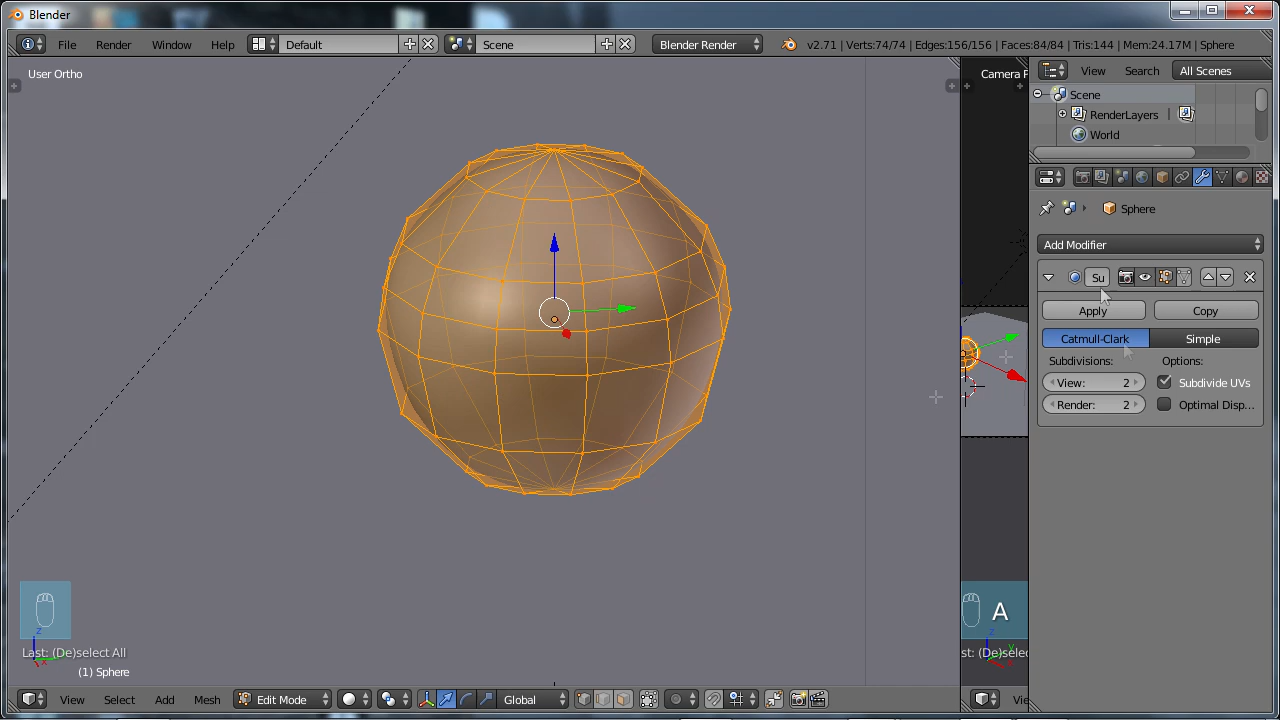 Blender
File Render Window Help Default Scene Blender Render v2.71 | Verts:74/74 | Edges:156/156 | Faces:84/84 | Tris:144 | Mem:24.17M | Sphere
User Ortho
Camera P
View Search All Scenes
Scene
RenderLayers
World
Sphere
Add Modifier
Su
Apply Copy
Catmull-Clark Simple
Subdivisions: Options:
View: 2 Subdivide UVs
Render: 2 Optimal Disp...
A
z
x
Last: (De)select All
st: (De)selec
(1) Sphere
View Select Add Mesh Edit Mode Global Vie